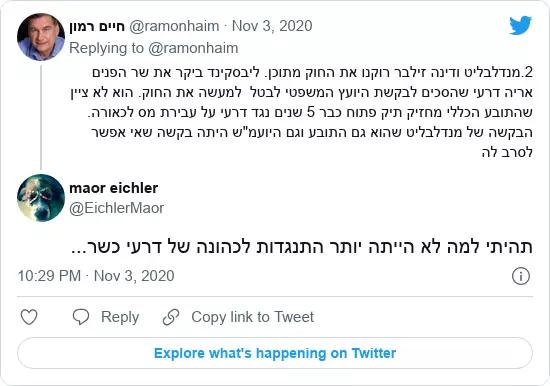 חיים רמון @ramonhaim · Nov 3, 2020
Replying to @ramonhaim
2.מנדלבליט ודינה זילבר רוקנו את החוק מתוכן. ליבסקינד ביקר את שר הפנים
אריה דרעי שהסכים לבקשת היועץ המשפטי לבטל למעשה את החוק. הוא לא ציין
שהתובע הכללי מחזיק תיק פתוח כבר 5 שנים נגד דרעי על עבירת מס לכאורה.
הבקשה של מנדלבליט שהוא גם התובע וגם היועמ"ש היתה בקשה שאי אפשר
לסרב לה
maor eichler
@EichlerMaor
תהיתי למה לא הייתה יותר התנגדות לכהונה של דרעי כשר...
10:29 PM · Nov 3, 2020
Reply
Copy link to Tweet
Explore what's happening on Twitter